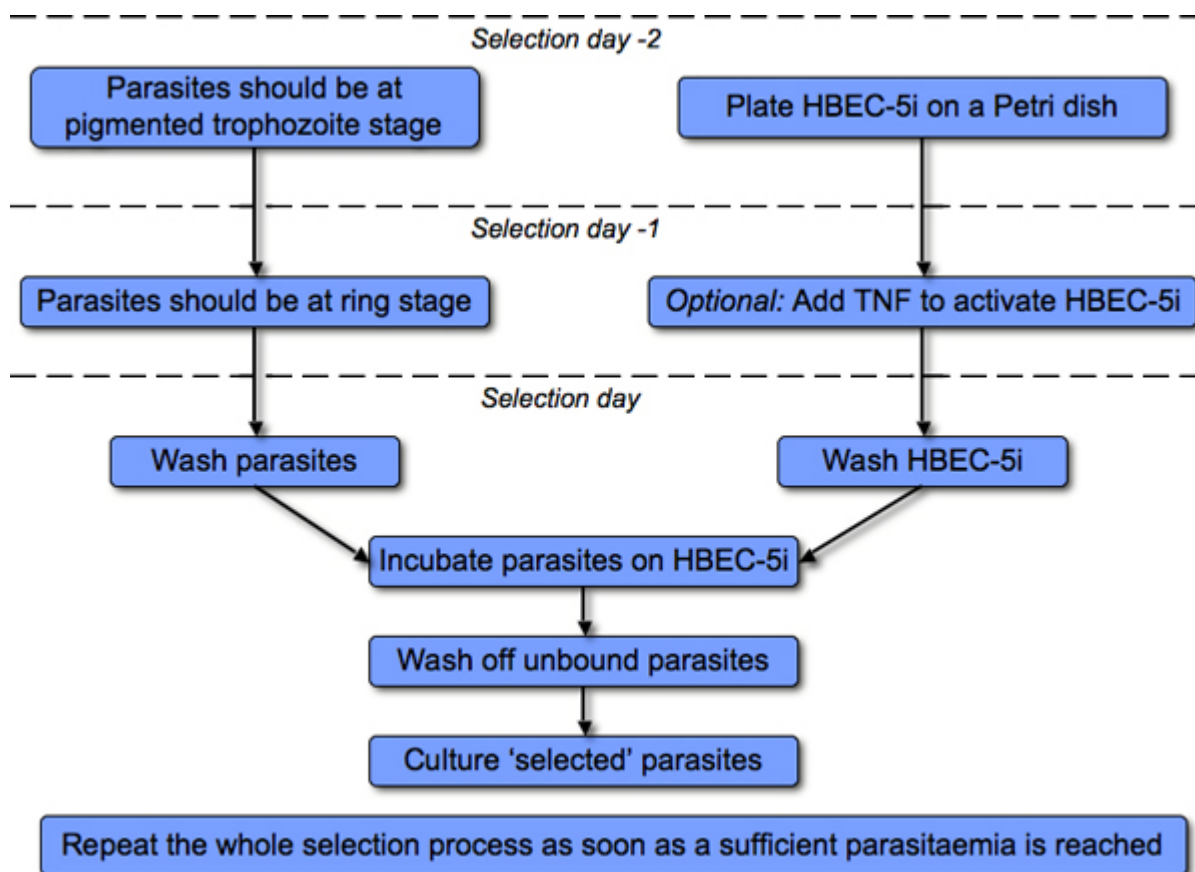 Selection day -2
Parasites should be at
pigmented trophozoite stage
Plate HBEC-5i on a Petri dish
Selection day -1
Parasites should be at ring stage
Optional: Add TNF to activate HBEC-5i
Selection day
Wash parasites
Wash HBEC-5i
Incubate parasites on HBEC-5i
Wash off unbound parasites
Culture ‘selected’ parasites
Repeat the whole selection process as soon as a sufficient parasitaemia is reached